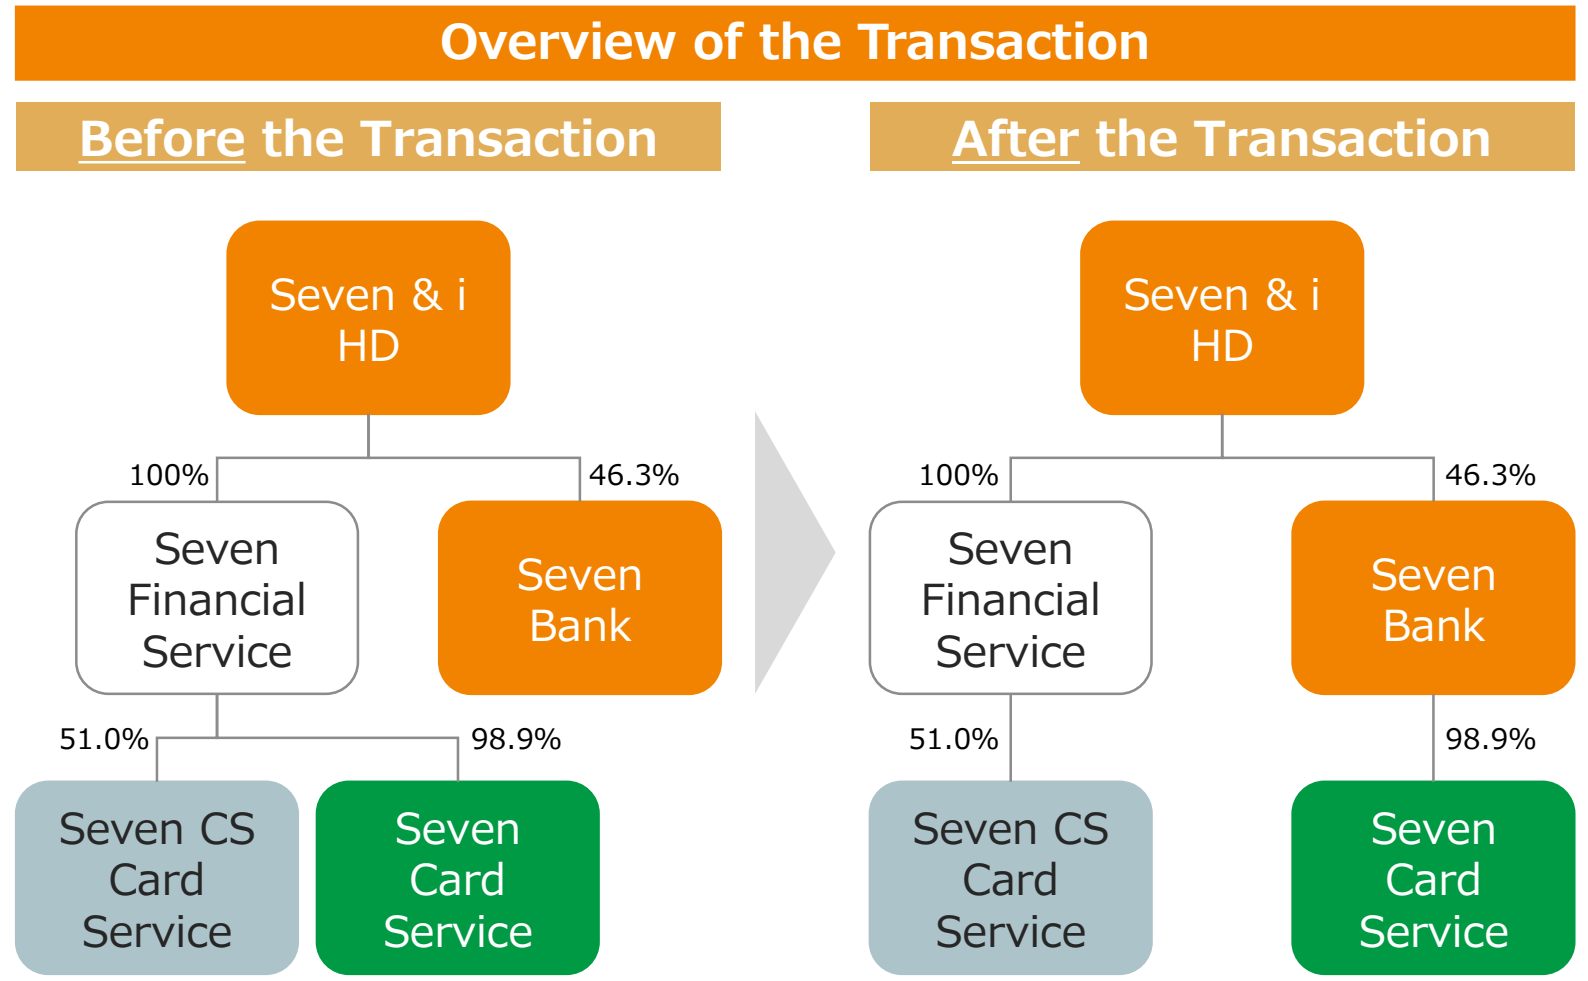 Overview of the Transaction
Before the Transaction
Seven & i
HD
100%
46.3%
Seven
Financial
Service
Seven
Bank
51.0%
98.9%
Seven CS
Card
Service
Seven
Card
Service
After the Transaction
Seven & i
HD
100%
46.3%
Seven
Financial
Service
Seven
Bank
51.0%
98.9%
Seven CS
Card
Service
Seven
Card
Service